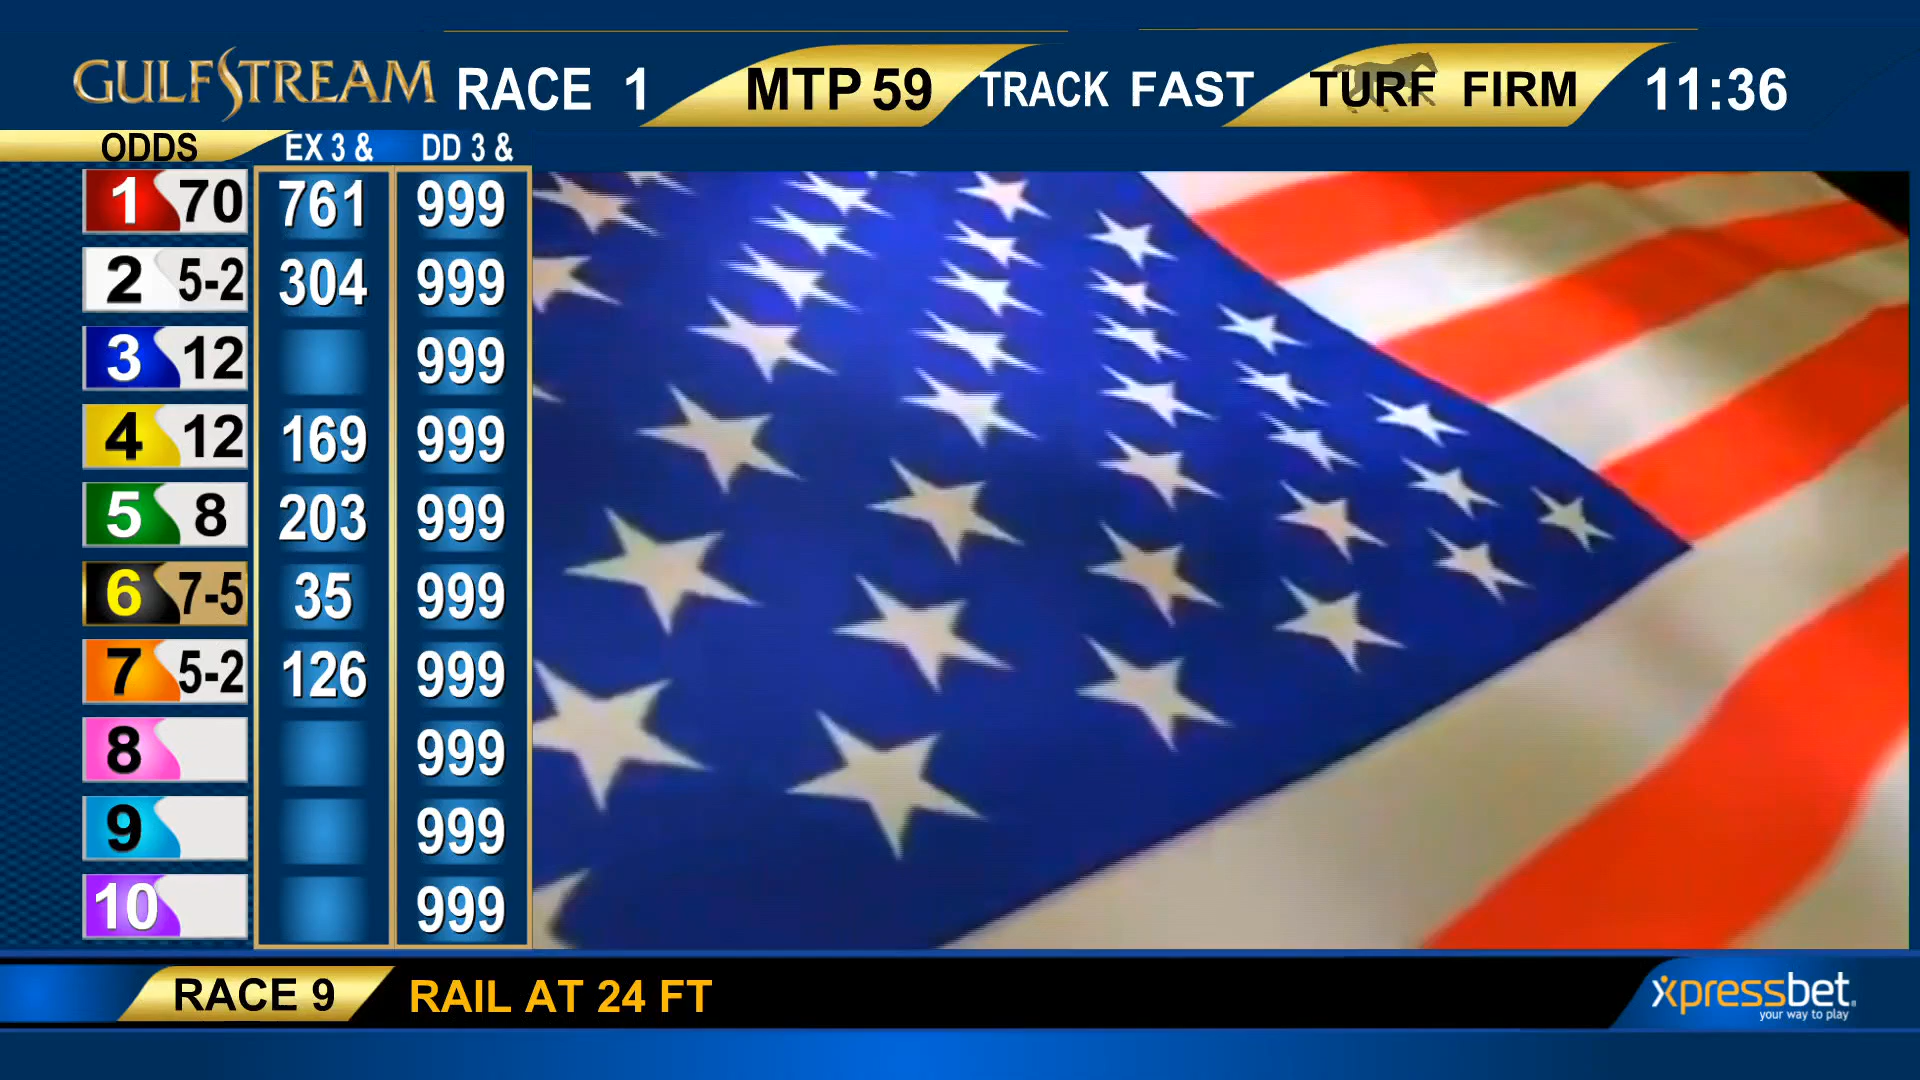 GULFSTREAM RACE 1 MTP 59 TRACK FAST TURF FIRM 11:36
ODDS EX 3 & DD 3 &
1 70 761 999
2 5-2 304 999
3 12 999
4 12 169 999
5 8 203 999
6 7-5 35 999
7 5-2 126 999
8 999
9 999
10 999
RACE 9 RAIL AT 24 FT
xpressbet.
your way to play